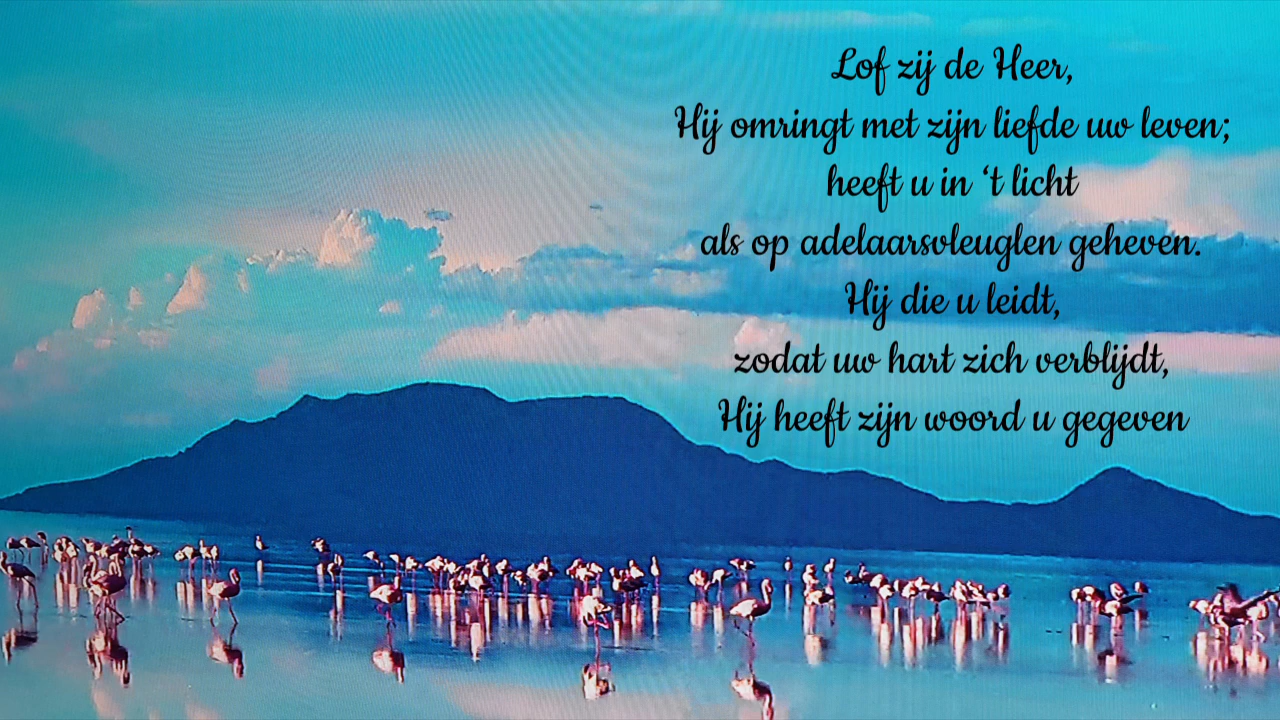 Lof zij de Heer,
Hij omringt met zijn liefde uw leven;
heeft u in ‘t licht
als op adelaarsvleuglen geheven.
Hij die u leidt,
zodat uw hart zich verblijdt,
Hij heeft zijn woord u gegeven